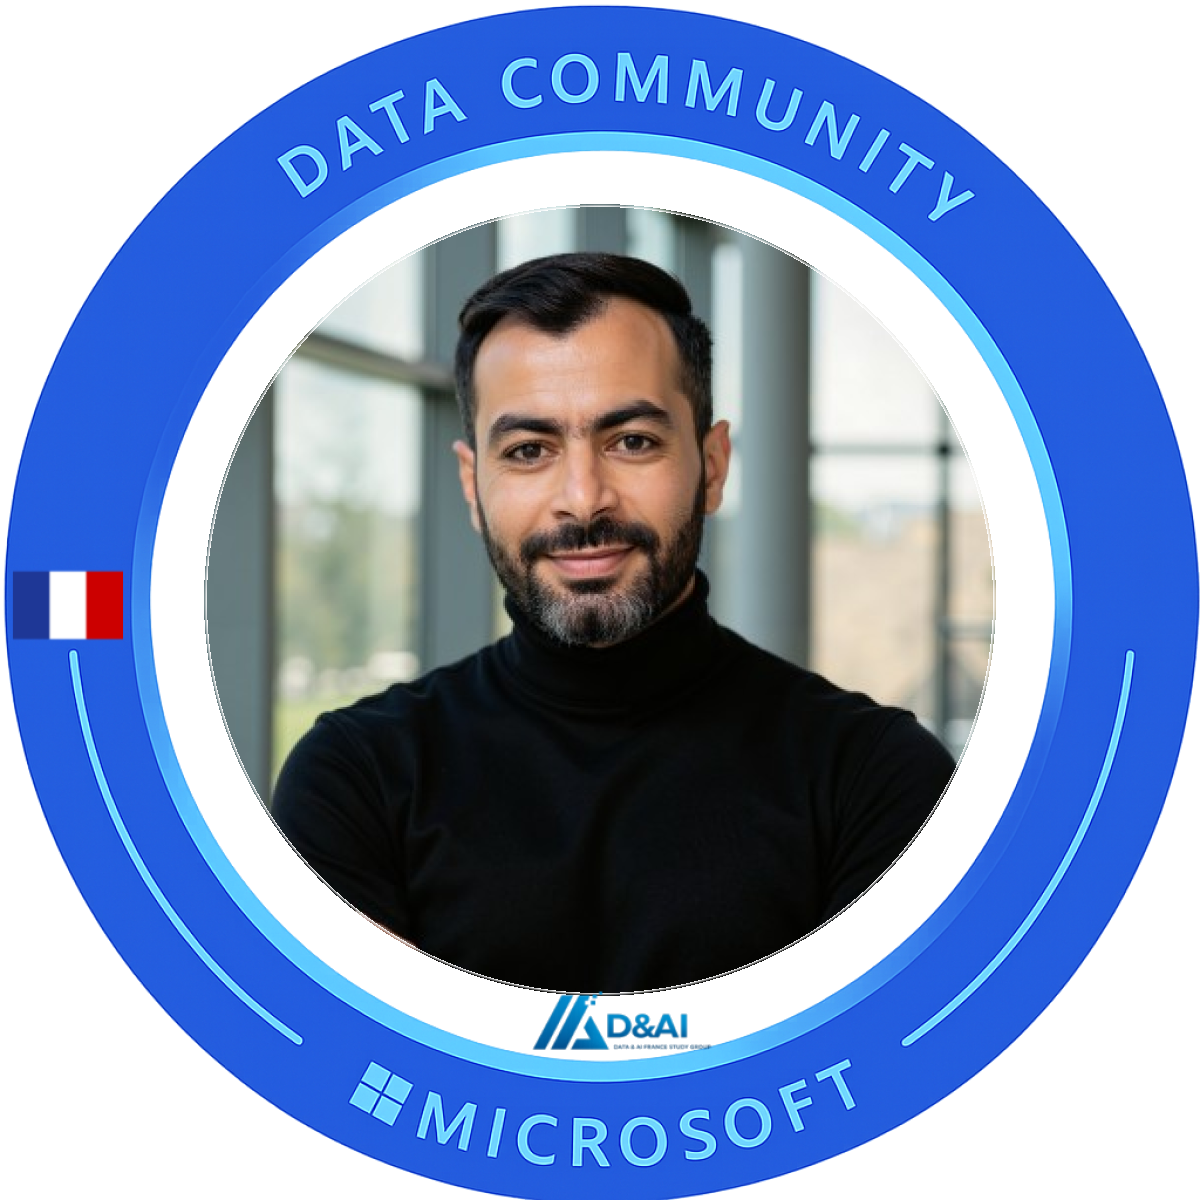 DATA COMMUNITY
D&AI
DATA & AI FRANCE STUDY GROUP
MICROSOFT